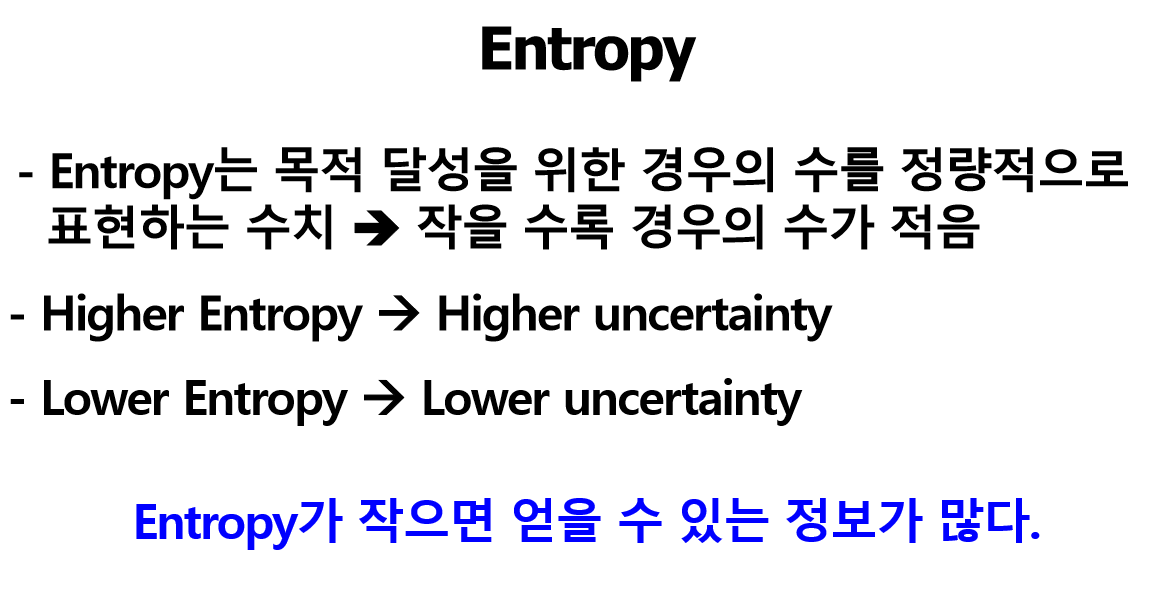 Entropy
- Entropy는 목적 달성을 위한 경우의 수를 정량적으로
표현하는 수치 ➔ 작을 수록 경우의 수가 적음
- Higher Entropy → Higher uncertainty
- Lower Entropy → Lower uncertainty
Entropy가 작으면 얻을 수 있는 정보가 많다.